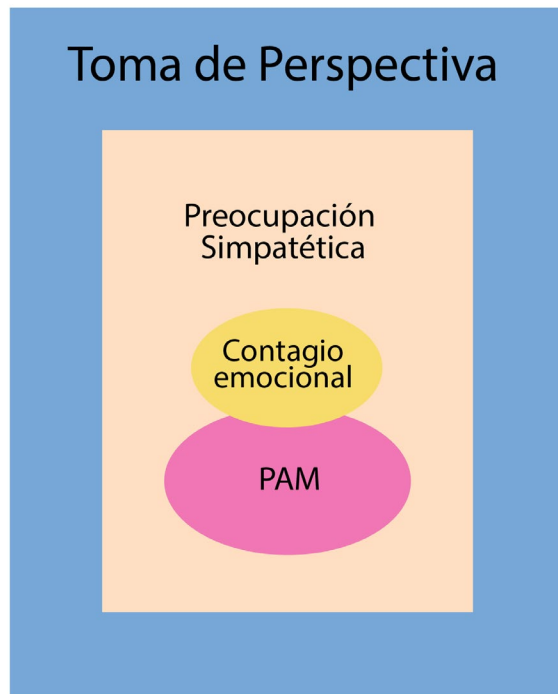 Toma de Perspectiva
Preocupación
Simpatética
Contagio
emocional
PAM